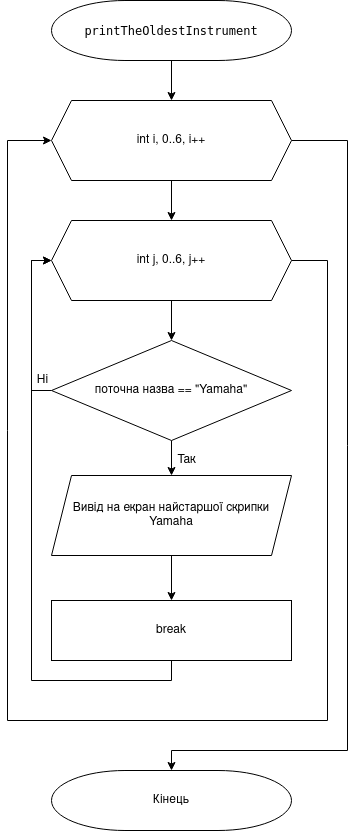 printTheOldestInstrument
int i, 0..6, i++
int j, 0..6, j++
поточна назва == "Yamaha"
Ні
Так
Вивід на екран найстаршої скрипки
Yamaha
break
Кінець